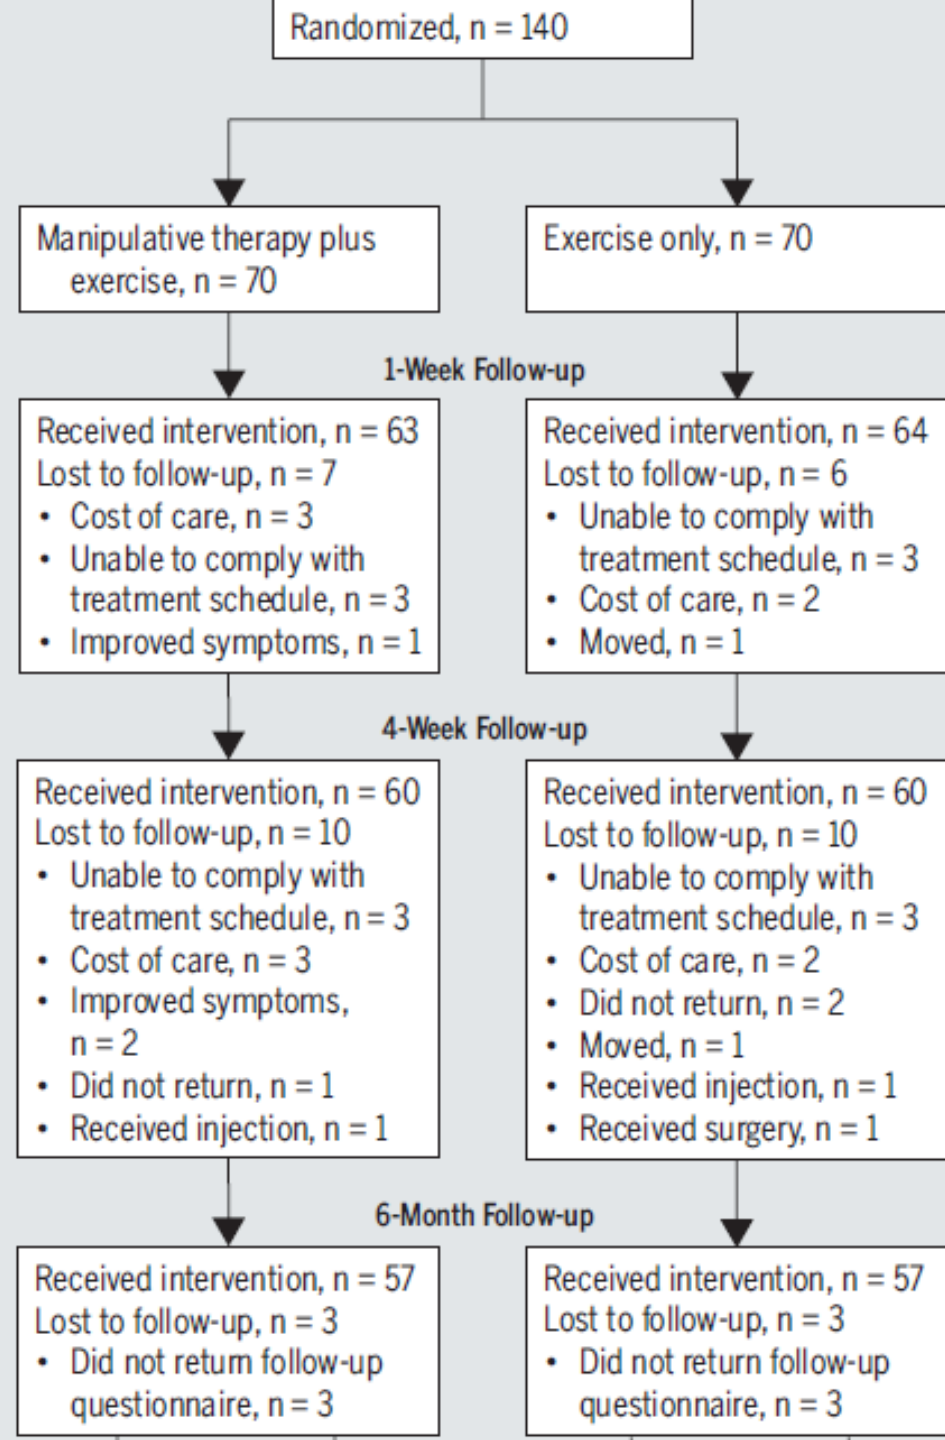 Randomized, n = 140
Manipulative therapy plus
exercise, n = 70
Exercise only, n = 70
1-Week Follow-up
Received intervention, n = 63
Lost to follow-up, n = 7
• Cost of care, n = 3
• Unable to comply with
treatment schedule, n = 3
• Improved symptoms, n = 1
Received intervention, n = 64
Lost to follow-up, n = 6
• Unable to comply with
treatment schedule, n = 3
• Cost of care, n = 2
• Moved, n = 1
4-Week Follow-up
Received intervention, n = 60
Lost to follow-up, n = 10
• Unable to comply with
treatment schedule, n = 3
• Cost of care, n = 3
• Improved symptoms,
n = 2
• Did not return, n = 1
• Received injection, n = 1
Received intervention, n = 60
Lost to follow-up, n = 10
• Unable to comply with
treatment schedule, n = 3
• Cost of care, n = 2
• Did not return, n = 2
• Moved, n = 1
• Received injection, n = 1
• Received surgery, n = 1
6-Month Follow-up
Received intervention, n = 57
Lost to follow-up, n = 3
• Did not return follow-up
questionnaire, n = 3
Received intervention, n = 57
Lost to follow-up, n = 3
• Did not return follow-up
questionnaire, n = 3